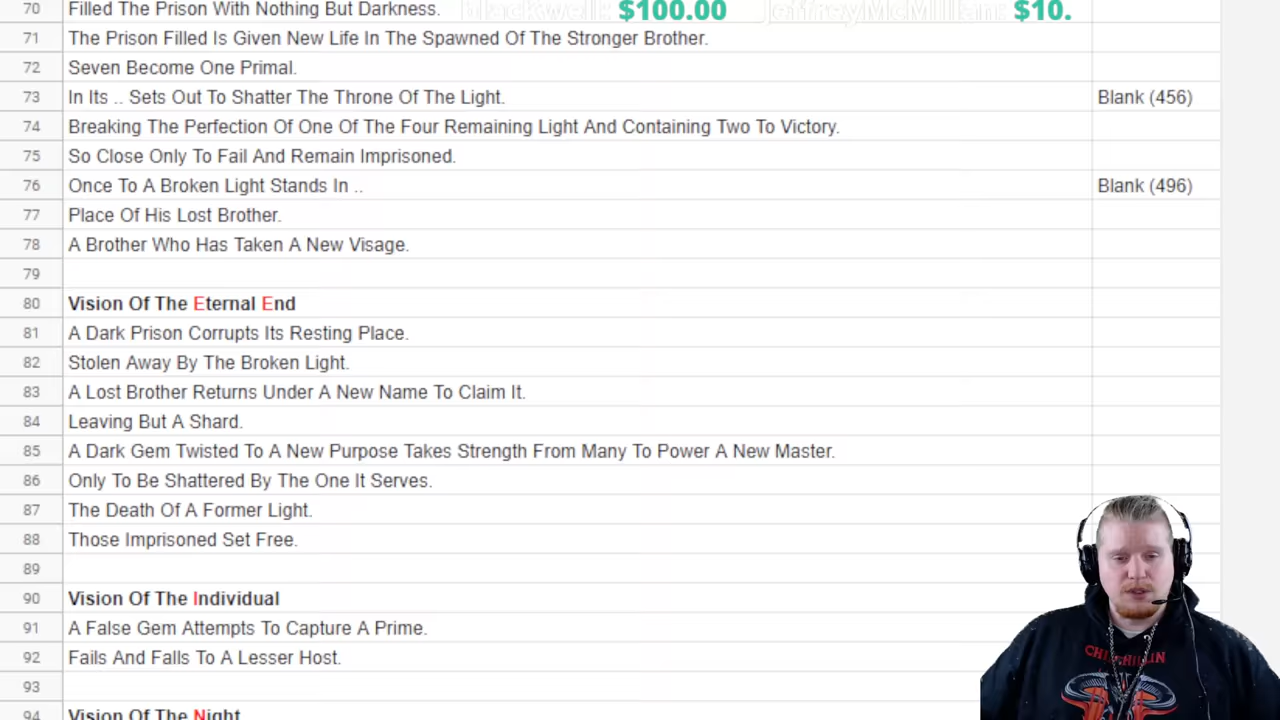 blackwell: $100.00 JeffreyMcMillan: $10.
70 Filled The Prison With Nothing But Darkness.
71 The Prison Filled Is Given New Life In The Spawned Of The Stronger Brother.
72 Seven Become One Primal.
73 In Its .. Sets Out To Shatter The Throne Of The Light. Blank (456)
74 Breaking The Perfection Of One Of The Four Remaining Light And Containing Two To Victory.
75 So Close Only To Fail And Remain Imprisoned.
76 Once To A Broken Light Stands In .. Blank (496)
77 Place Of His Lost Brother.
78 A Brother Who Has Taken A New Visage.
79
80 Vision Of The Eternal End
81 A Dark Prison Corrupts Its Resting Place.
82 Stolen Away By The Broken Light.
83 A Lost Brother Returns Under A New Name To Claim It.
84 Leaving But A Shard.
85 A Dark Gem Twisted To A New Purpose Takes Strength From Many To Power A New Master.
86 Only To Be Shattered By The One It Serves.
87 The Death Of A Former Light.
88 Those Imprisoned Set Free.
89
90 Vision Of The Individual
91 A False Gem Attempts To Capture A Prime.
92 Fails And Falls To A Lesser Host.
93
94 Vision Of The Night